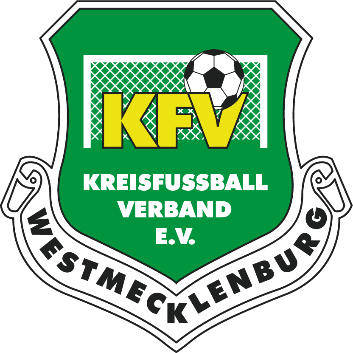 KFV
KREISFUSSBALL
VERBAND
E.V.
WESTMECKLENBURG